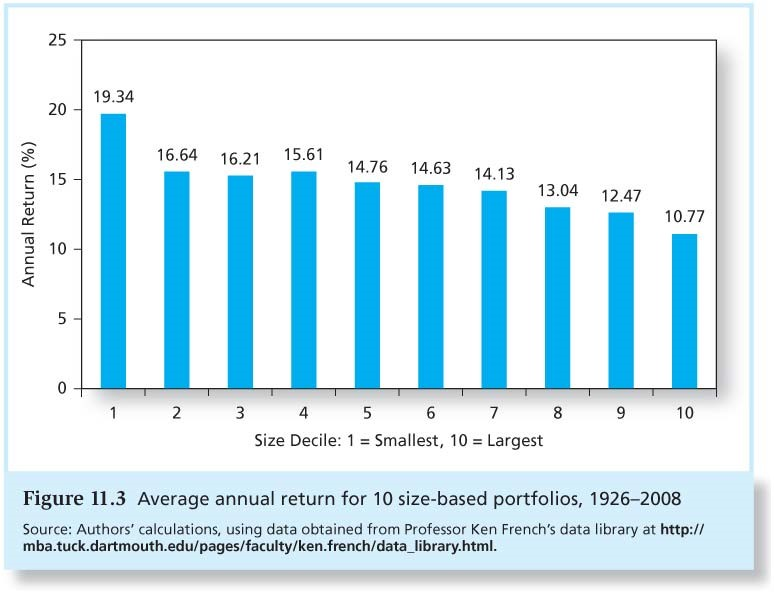 25
20
15
10
5
0
Annual Return (%)
19.34
16.64
16.21
15.61
14.76
14.63
14.13
13.04
12.47
10.77
1 2 3 4 5 6 7 8 9 10
Size Decile: 1 = Smallest, 10 = Largest
Figure 11.3 Average annual return for 10 size-based portfolios, 1926–2008
Source: Authors’ calculations, using data obtained from Professor Ken French’s data library at http://
mba.tuck.dartmouth.edu/pages/faculty/ken.french/data_library.html.